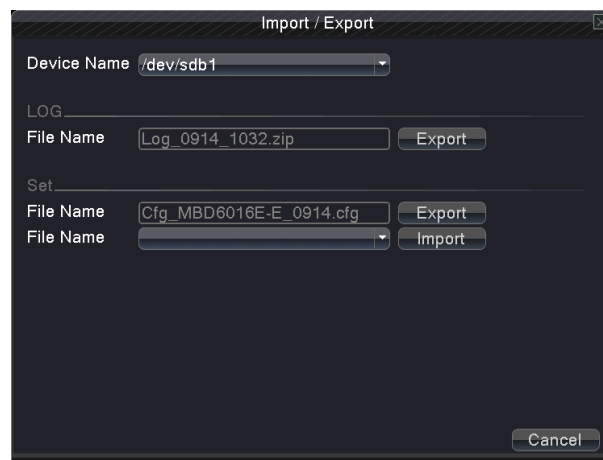 Import / Export
Device Name /dev/sdb1
LOG
File Name Log_0914_1032.zip Export
Set
File Name Cfg_MBD6016E-E_0914.cfg Export
File Name Import
Cancel